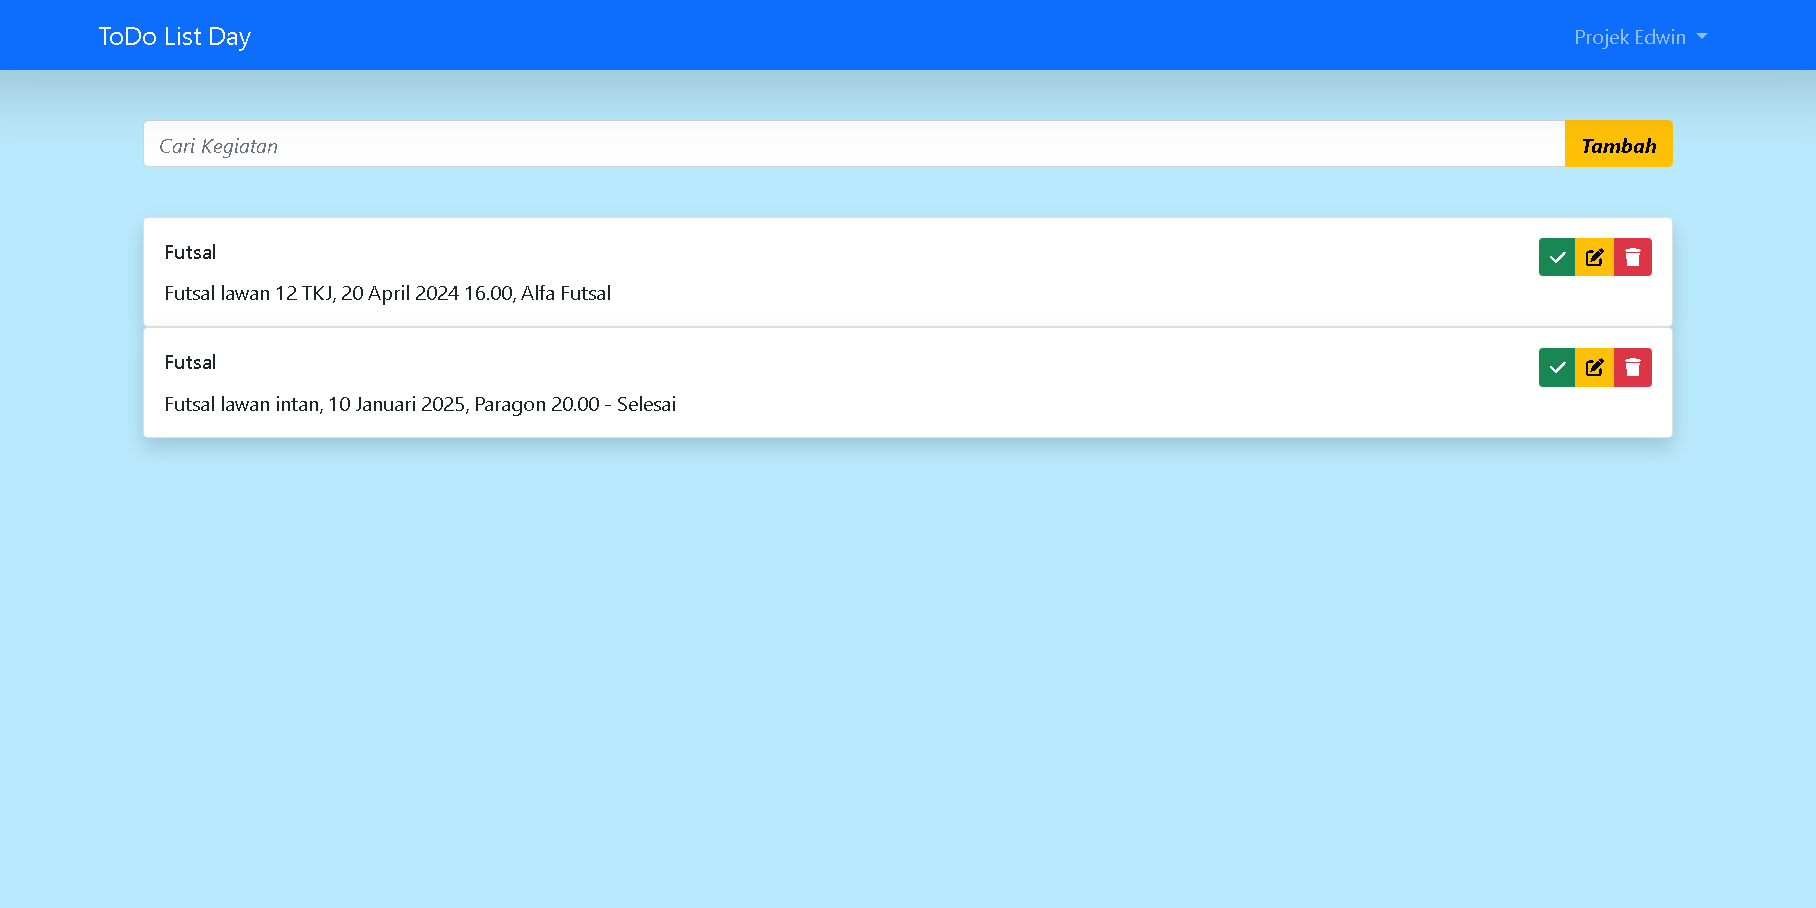 ToDo List Day
Projek Edwin
Cari Kegiatan
Tambah
Futsal
Futsal lawan 12 TKJ, 20 April 2024 16.00, Alfa Futsal
Futsal
Futsal lawan intan, 10 Januari 2025, Paragon 20.00 - Selesai